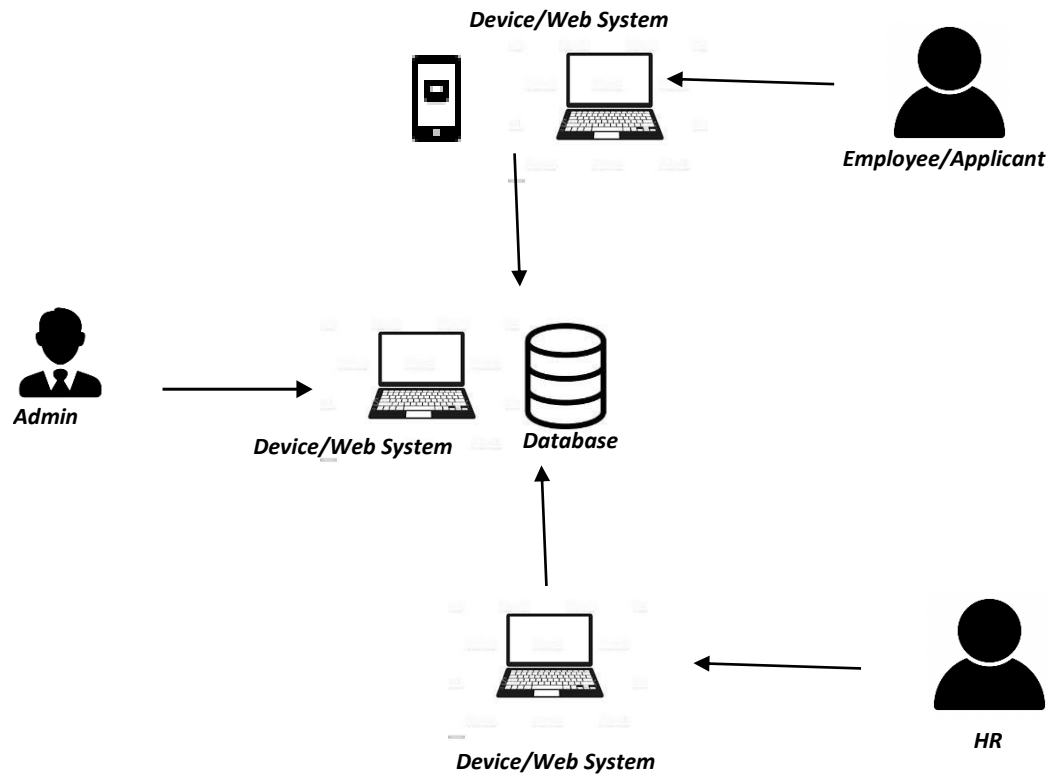 Device/Web System
Employee/Applicant
Admin
Device/Web System
Database
HR
Device/Web System